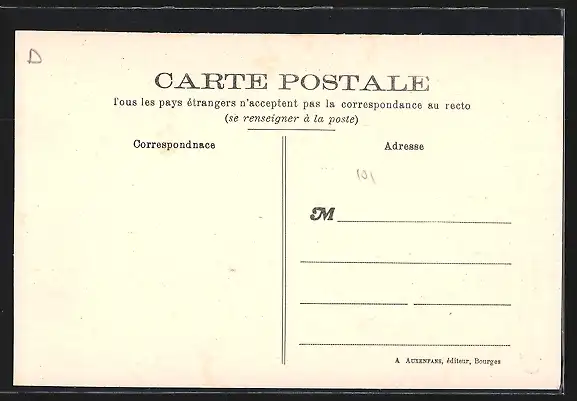 D
CARTE POSTALE
Tous les pays étrangers n'acceptent pas la correspondance au recto
(se renseigner à la poste)
Correspondnace
Adresse
101
M
A. AUXENFANS, éditeur, Bourges